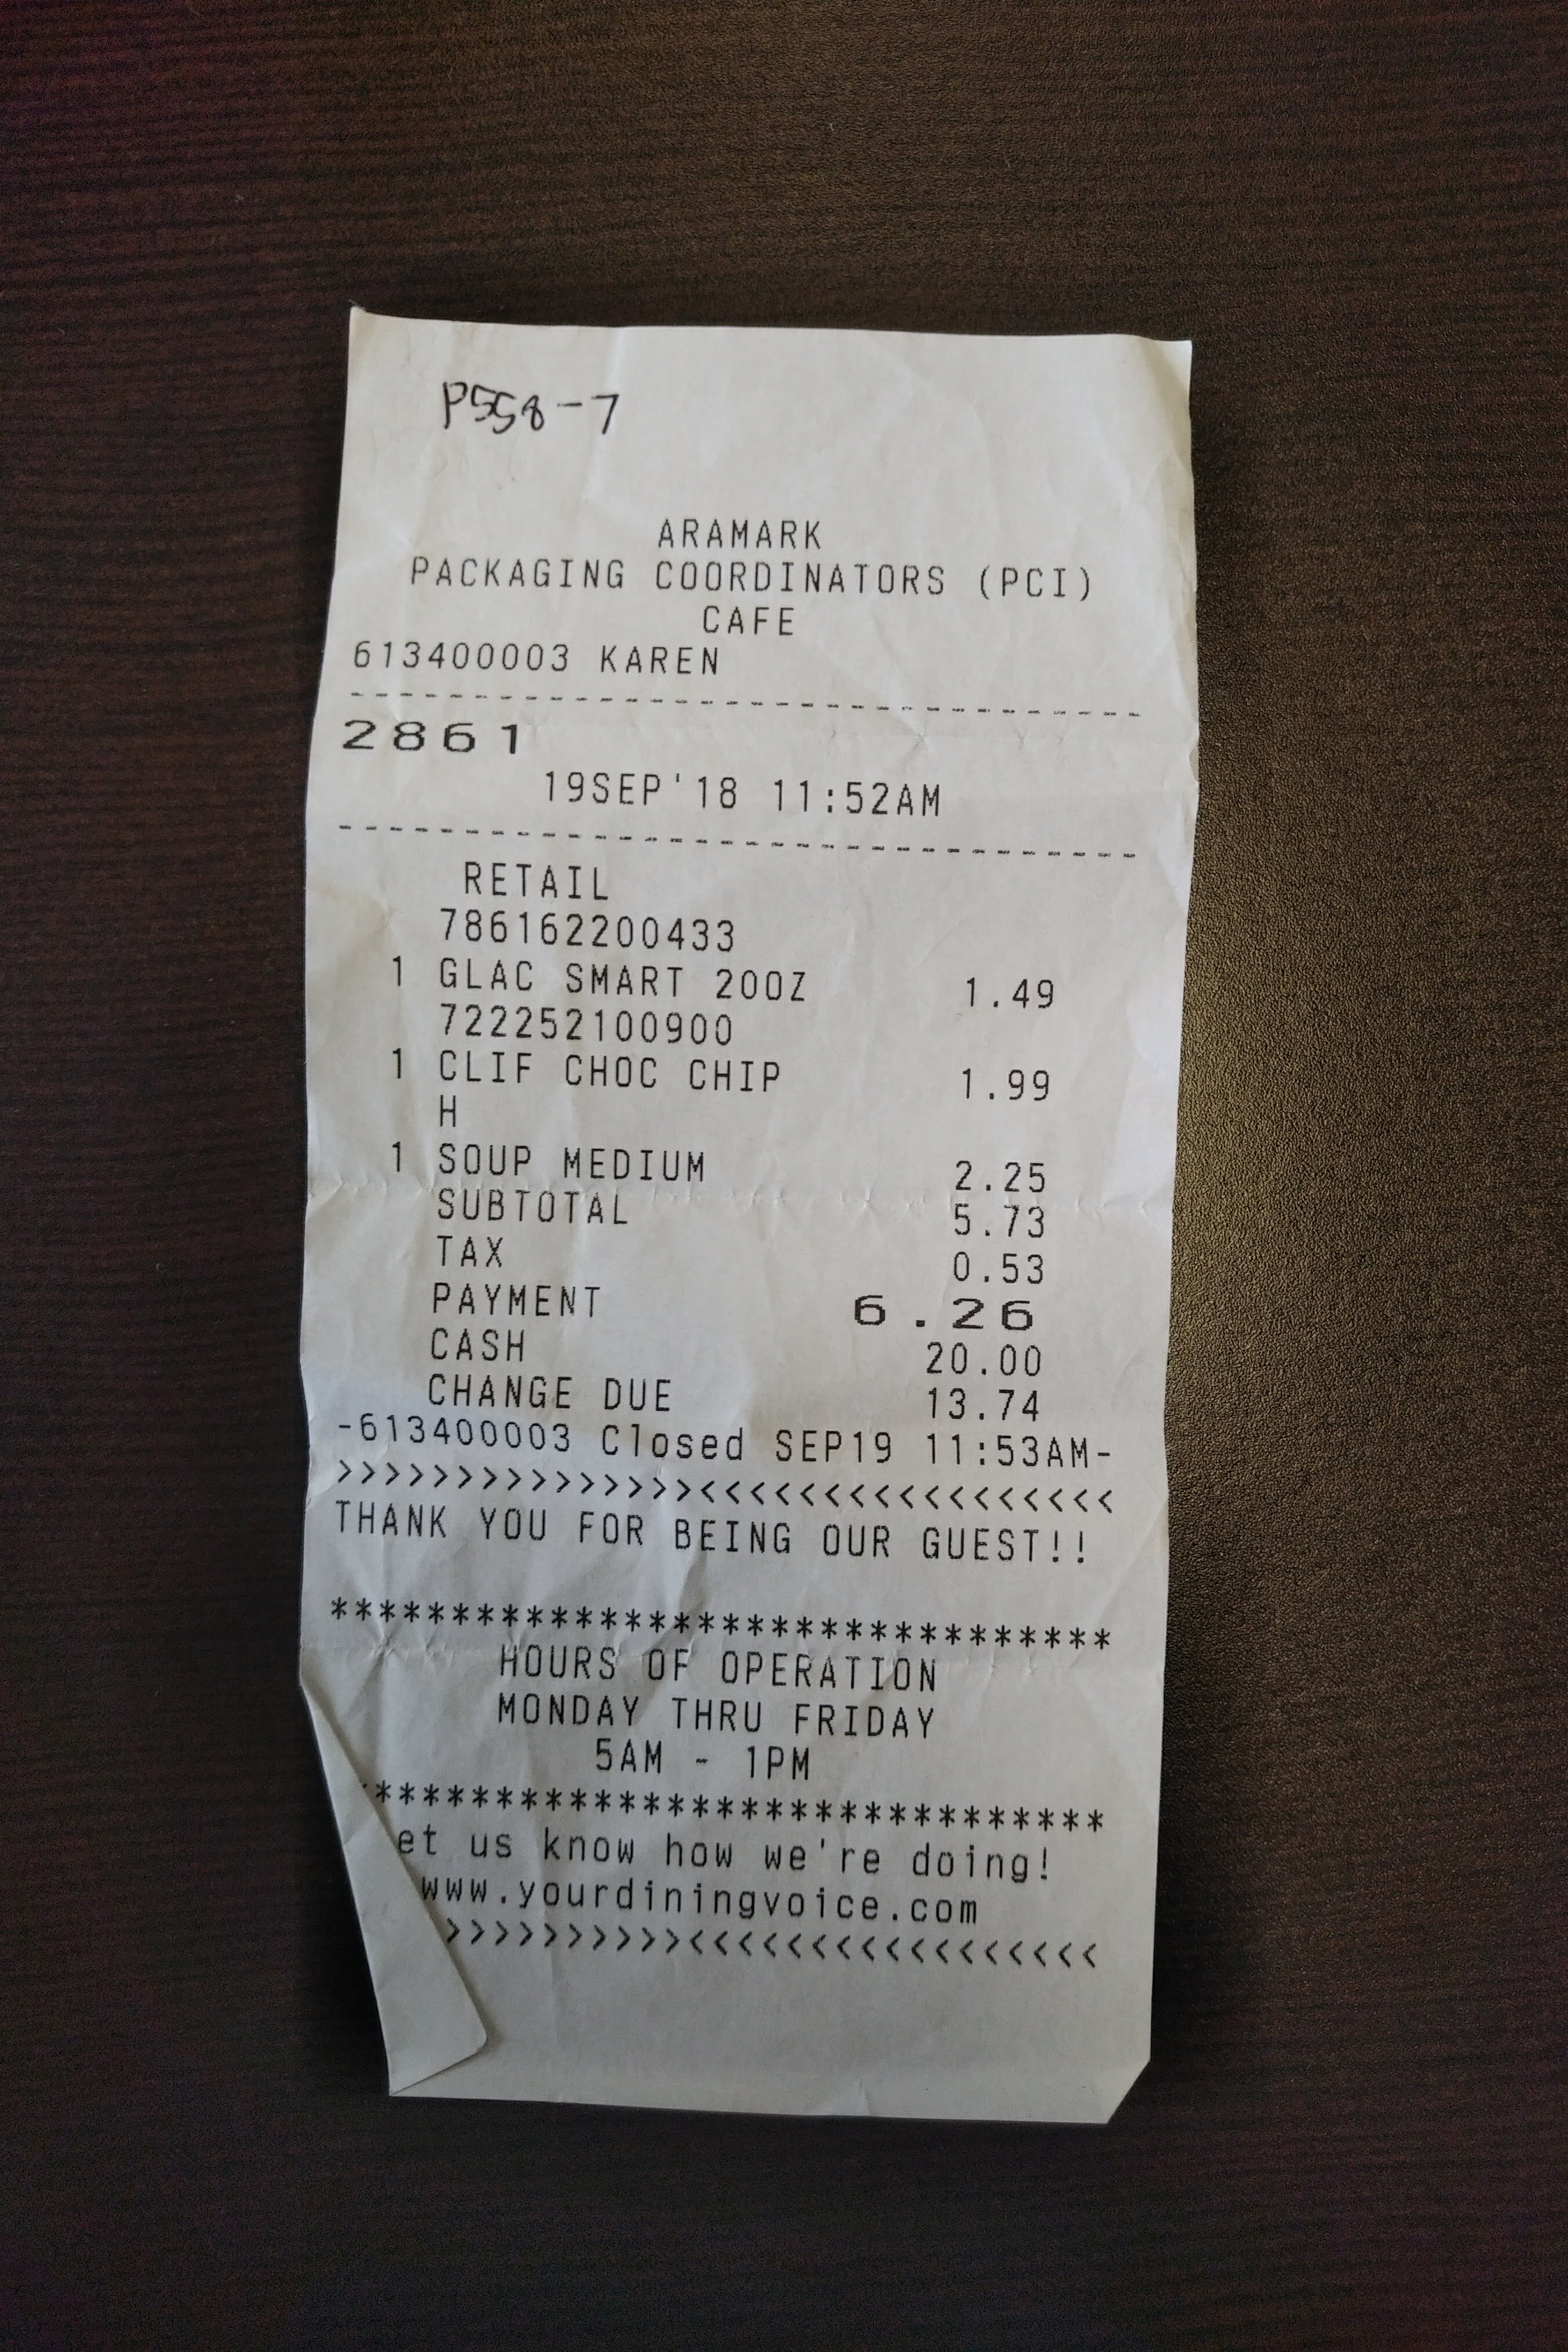 P558-7
ARAMARK
PACKAGING COORDINATORS (PCI)
CAFE
613400003 KAREN
--------------------------------
2861
19SEP'18 11:52AM
--------------------------------
RETAIL
786162200433
1 GLAC SMART 20OZ 1.49
722252100900
1 CLIF CHOC CHIP 1.99
H
1 SOUP MEDIUM 2.25
SUBTOTAL 5.73
TAX 0.53
PAYMENT 6.26
CASH 20.00
CHANGE DUE 13.74
-613400003 Closed SEP19 11:53AM-
>>>>>>>>>>>>>>><<<<<<<<<<<<<<<<<
THANK YOU FOR BEING OUR GUEST!!
********************************
HOURS OF OPERATION
MONDAY THRU FRIDAY
5AM - 1PM
******************************
et us know how we're doing!
www.yourdiningvoice.com
>>>>>>>>>><<<<<<<<<<<<<<<<<